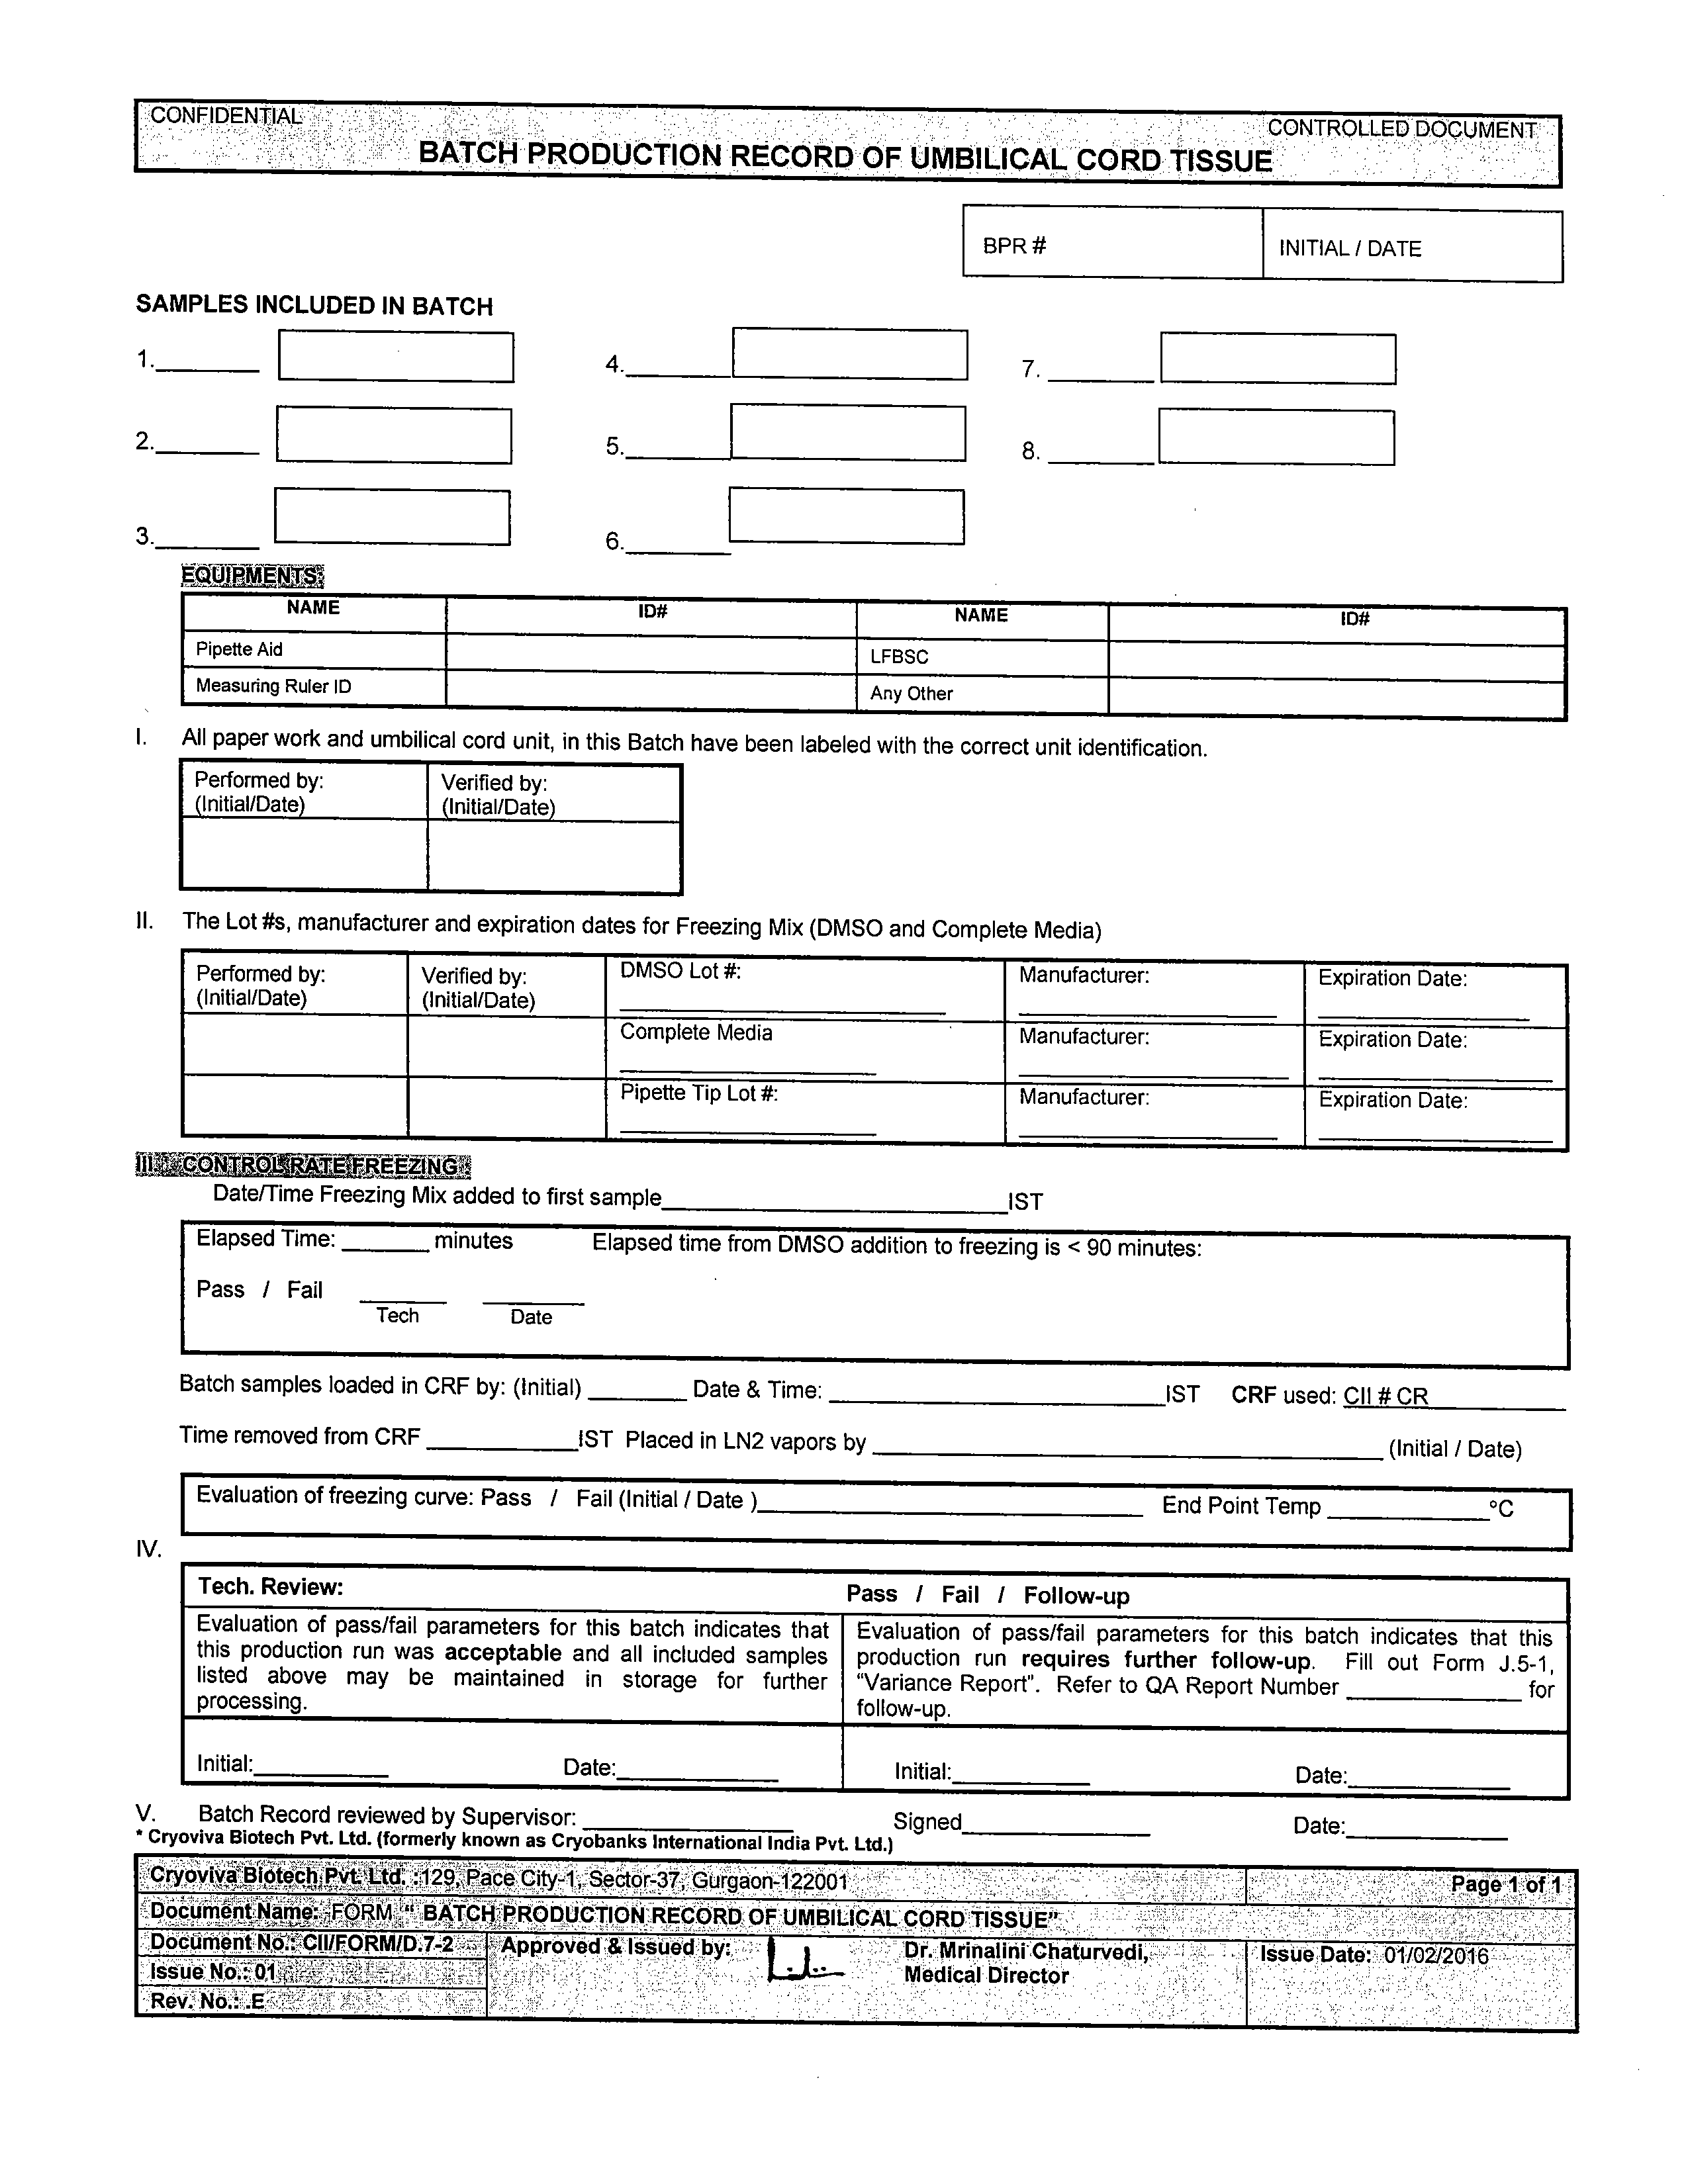 CONFIDENTIAL
CONTROLLED DOCUMENT
BATCH PRODUCTION RECORD OF UMBILICAL CORD TISSUE
BPR # INITIAL / DATE
SAMPLES INCLUDED IN BATCH
1. 4. 7.
2. 5. 8.
3. 6.
EQUIPMENTS:
NAME ID# NAME ID#
Pipette Aid LFBSC
Measuring Ruler ID Any Other
I. All paper work and umbilical cord unit, in this Batch have been labeled with the correct unit identification.
Performed by: Verified by:
(Initial/Date) (Initial/Date)
II. The Lot #s, manufacturer and expiration dates for Freezing Mix (DMSO and Complete Media)
Performed by: Verified by: DMSO Lot #: Manufacturer: Expiration Date:
(Initial/Date) (Initial/Date)
Complete Media Manufacturer: Expiration Date:
Pipette Tip Lot #: Manufacturer: Expiration Date:
III. CONTROL RATE FREEZING :
Date/Time Freezing Mix added to first sample IST
Elapsed Time: minutes Elapsed time from DMSO addition to freezing is < 90 minutes:
Pass / Fail
Tech Date
Batch samples loaded in CRF by: (Initial) Date & Time: IST CRF used: CII # CR
Time removed from CRF IST Placed in LN2 vapors by (Initial / Date)
Evaluation of freezing curve: Pass / Fail (Initial / Date ) End Point Temp °C
IV.
Tech. Review: Pass / Fail / Follow-up
Evaluation of pass/fail parameters for this batch indicates that
this production run was acceptable and all included samples
listed above may be maintained in storage for further
processing.
Evaluation of pass/fail parameters for this batch indicates that this
production run requires further follow-up. Fill out Form J.5-1,
"Variance Report". Refer to QA Report Number for
follow-up.
Initial: Date: Initial: Date:
V. Batch Record reviewed by Supervisor: Signed Date:
* Cryoviva Biotech Pvt. Ltd. (formerly known as Cryobanks International India Pvt. Ltd.)
Cryoviva Biotech Pvt. Ltd. :129, Pace City-1, Sector-37, Gurgaon-122001 Page 1 of 1
Document Name: FORM " BATCH PRODUCTION RECORD OF UMBILICAL CORD TISSUE"
Document No.: CII/FORM/D.7-2 Approved & Issued by: Dr. Mrinalini Chaturvedi, Issue Date: 01/02/2016
Issue No.: 01 Medical Director
Rev. No.: E